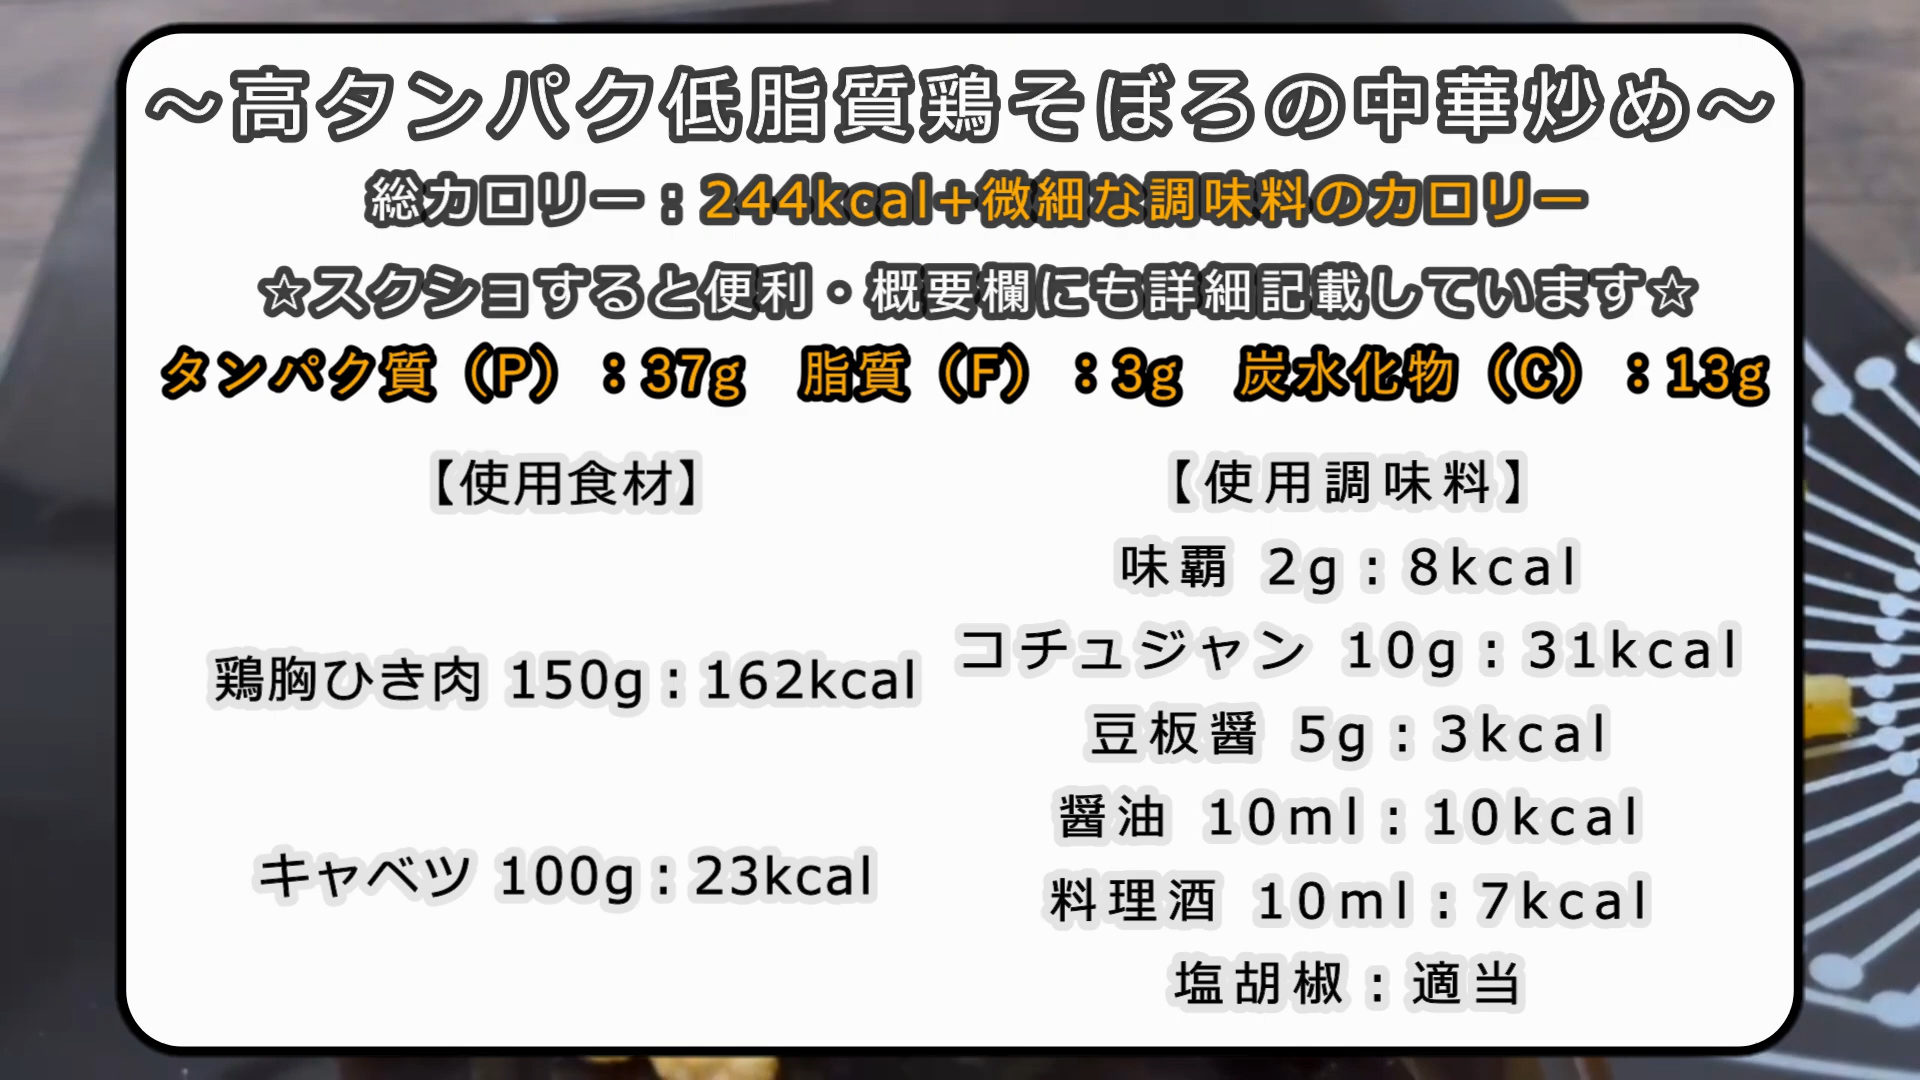 ～高タンパク低脂質鶏そぼろの中華炒め～
総カロリー：244kcal+微細な調味料のカロリー
☆スクショすると便利・概要欄にも詳細記載しています☆
タンパク質（P）：37g　脂質（F）：3g　炭水化物（C）：13g
【使用食材】
鶏胸ひき肉 150g：162kcal
キャベツ 100g：23kcal
【使用調味料】
味覇 2g：8kcal
コチュジャン 10g：31kcal
豆板醤 5g：3kcal
醤油 10ml：10kcal
料理酒 10ml：7kcal
塩胡椒：適当